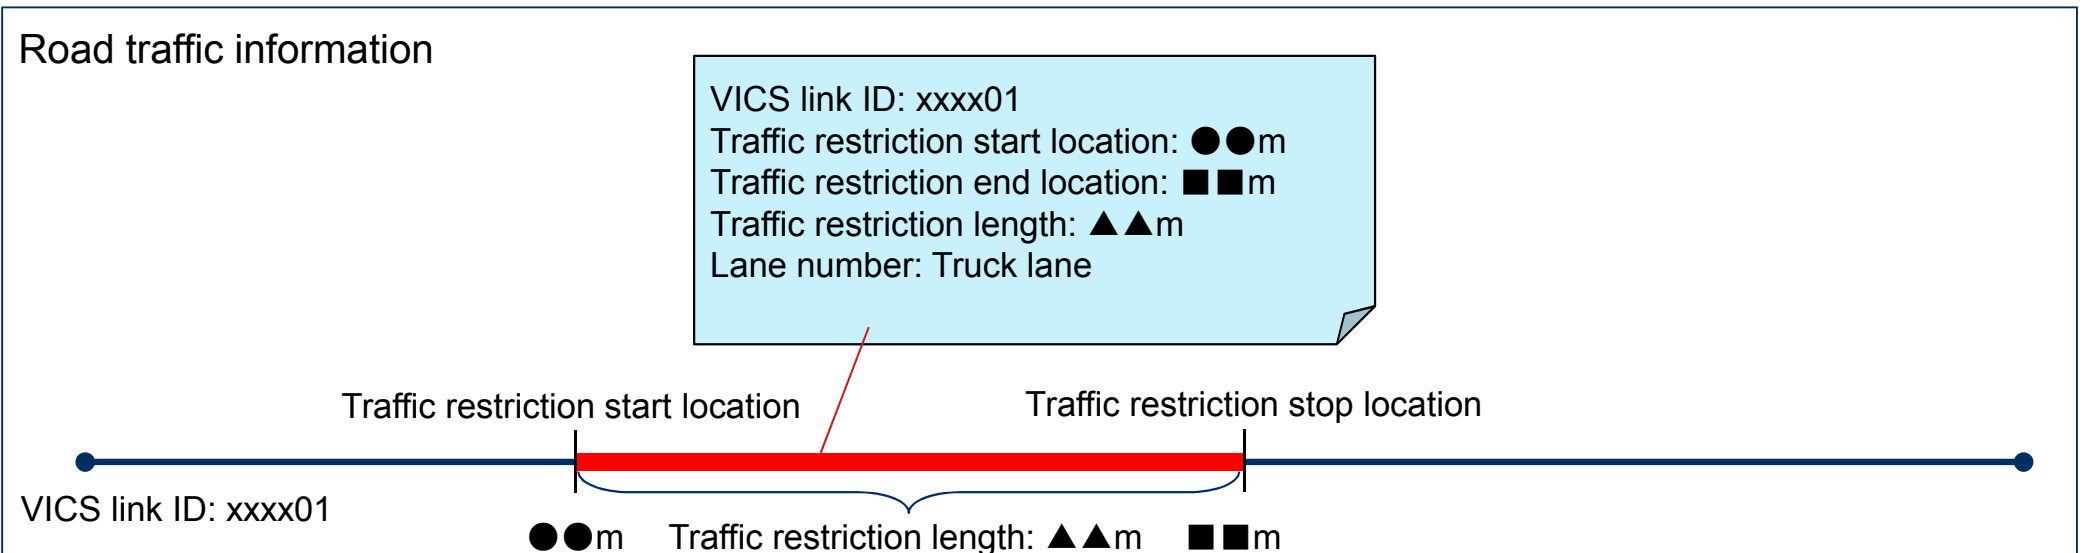 Road traffic information
VICS link ID: xxxx01
Traffic restriction start location: ●●m
Traffic restriction end location: ■■m
Traffic restriction length: ▲▲m
Lane number: Truck lane
Traffic restriction start location
Traffic restriction stop location
VICS link ID: xxxx01
●●m
Traffic restriction length: ▲▲m
■■m